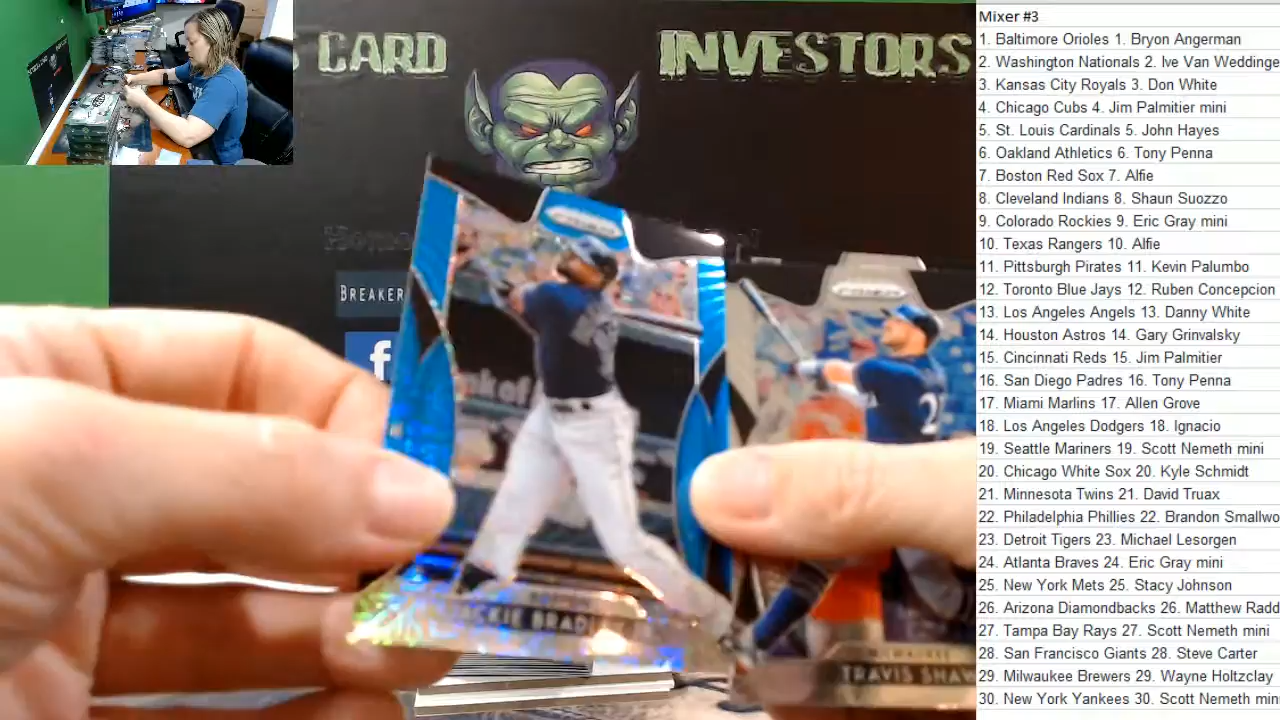 CARD INVESTORS
BREAKER
f
PRIZM
PRIZM
2
JACKIE BRAD
MILWAUKEE
TRAVIS SHAW
Mixer #3
1. Baltimore Orioles 1. Bryon Angerman
2. Washington Nationals 2. Ive Van Weddinge
3. Kansas City Royals 3. Don White
4. Chicago Cubs 4. Jim Palmitier mini
5. St. Louis Cardinals 5. John Hayes
6. Oakland Athletics 6. Tony Penna
7. Boston Red Sox 7. Alfie
8. Cleveland Indians 8. Shaun Suozzo
9. Colorado Rockies 9. Eric Gray mini
10. Texas Rangers 10. Alfie
11. Pittsburgh Pirates 11. Kevin Palumbo
12. Toronto Blue Jays 12. Ruben Concepcion
13. Los Angeles Angels 13. Danny White
14. Houston Astros 14. Gary Grinvalsky
15. Cincinnati Reds 15. Jim Palmitier
16. San Diego Padres 16. Tony Penna
17. Miami Marlins 17. Allen Grove
18. Los Angeles Dodgers 18. Ignacio
19. Seattle Mariners 19. Scott Nemeth mini
20. Chicago White Sox 20. Kyle Schmidt
21. Minnesota Twins 21. David Truax
22. Philadelphia Phillies 22. Brandon Smallwo
23. Detroit Tigers 23. Michael Lesorgen
24. Atlanta Braves 24. Eric Gray mini
25. New York Mets 25. Stacy Johnson
26. Arizona Diamondbacks 26. Matthew Radd
27. Tampa Bay Rays 27. Scott Nemeth mini
28. San Francisco Giants 28. Steve Carter
29. Milwaukee Brewers 29. Wayne Holtzclay
30. New York Yankees 30. Scott Nemeth min